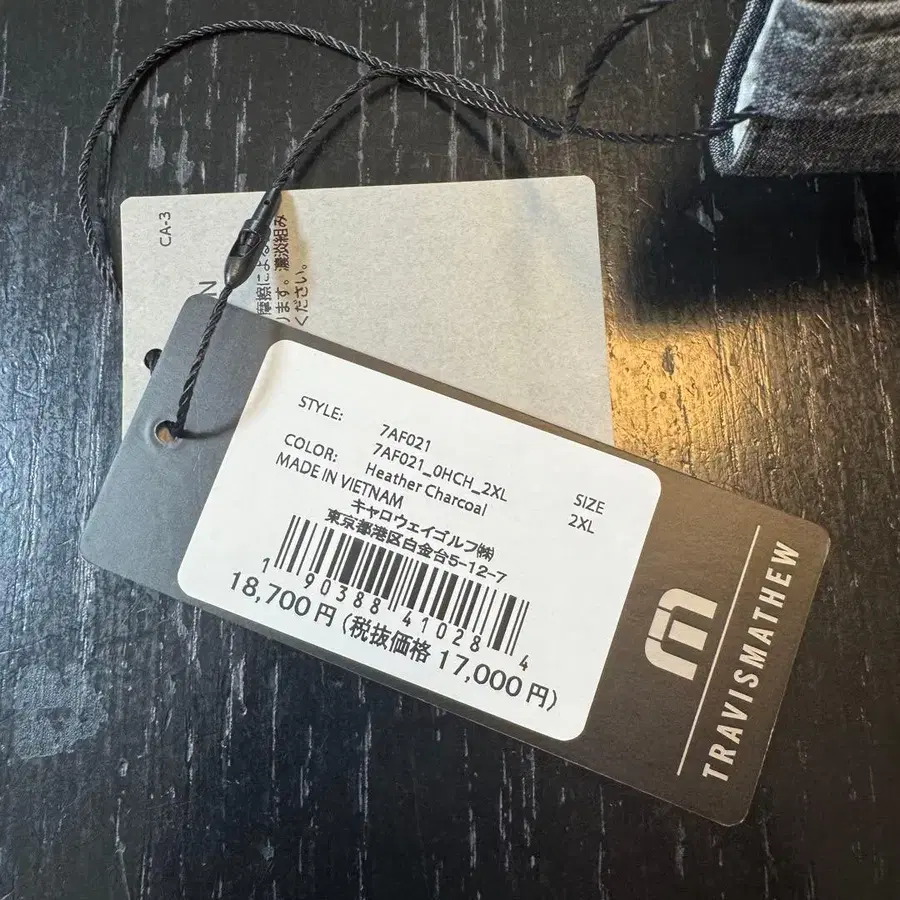 CA-3
N
摩擦による
ります。濃淡組み
ください。
STYLE: 7AF021
7AF021_0HCH_2XL
COLOR: Heather Charcoal
SIZE
2XL
MADE IN VIETNAM
キャロウェイゴルフ㈱
東京都港区白金台5-12-7
1 90388 41028 4
18,700円 (税抜価格 17,000円)
TRAVISMATHEW